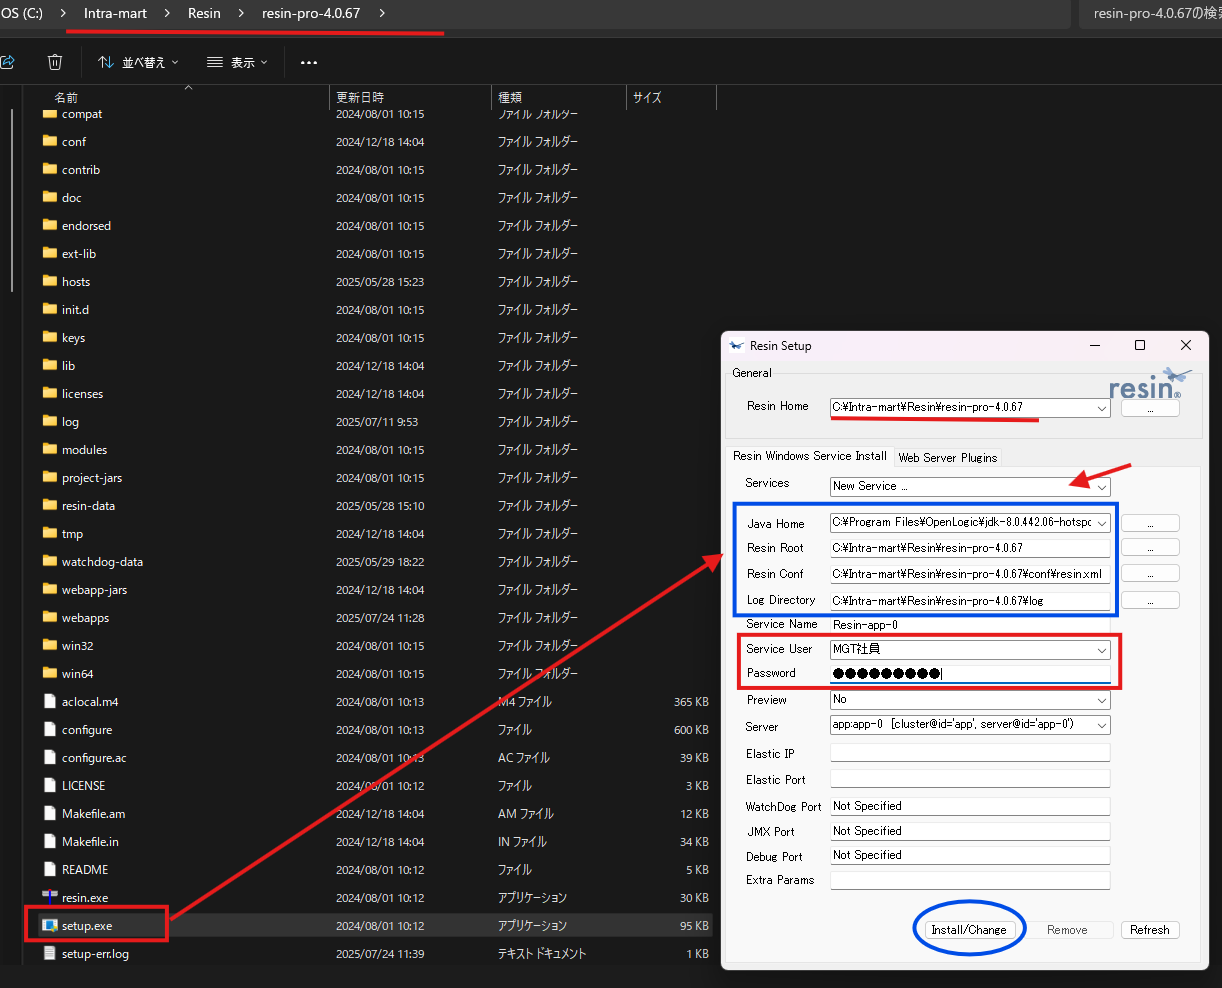 OS (C:) > Intra-mart > Resin > resin-pro-4.0.67 >
resin-pro-4.0.67の検
並べ替え
表示
名前 更新日時 種類 サイズ
compat 2024/08/01 10:15 ファイル フォルダー
conf 2024/12/18 14:04 ファイル フォルダー
contrib 2024/08/01 10:15 ファイル フォルダー
doc 2024/08/01 10:15 ファイル フォルダー
endorsed 2024/08/01 10:15 ファイル フォルダー
ext-lib 2024/08/01 10:15 ファイル フォルダー
hosts 2025/05/28 15:23 ファイル フォルダー
init.d 2024/08/01 10:15 ファイル フォルダー
keys 2024/08/01 10:15 ファイル フォルダー
lib 2024/12/18 14:04 ファイル フォルダー
licenses 2024/12/18 14:04 ファイル フォルダー
log 2025/07/11 9:53 ファイル フォルダー
modules 2024/08/01 10:15 ファイル フォルダー
project-jars 2024/08/01 10:15 ファイル フォルダー
resin-data 2025/05/28 15:10 ファイル フォルダー
tmp 2024/12/18 14:04 ファイル フォルダー
watchdog-data 2025/05/29 18:22 ファイル フォルダー
webapp-jars 2024/12/18 14:04 ファイル フォルダー
webapps 2025/07/24 11:28 ファイル フォルダー
win32 2024/08/01 10:15 ファイル フォルダー
win64 2024/08/01 10:15 ファイル フォルダー
aclocal.m4 2024/08/01 10:13 M4 ファイル 365 KB
configure 2024/08/01 10:13 ファイル 600 KB
configure.ac 2024/08/01 10:13 AC ファイル 39 KB
LICENSE 2024/08/01 10:12 ファイル 3 KB
Makefile.am 2024/12/18 14:04 AM ファイル 12 KB
Makefile.in 2024/12/18 14:04 IN ファイル 34 KB
README 2024/08/01 10:12 ファイル 5 KB
resin.exe 2024/08/01 10:12 アプリケーション 30 KB
setup.exe 2024/08/01 10:12 アプリケーション 95 KB
setup-err.log 2025/07/24 11:39 テキスト ドキュメント 1 KB
Resin Setup
General
resin®
Resin Home C:¥Intra-mart¥Resin¥resin-pro-4.0.67 ...
Resin Windows Service Install Web Server Plugins
Services New Service ...
Java Home C:¥Program Files¥OpenLogic¥jdk-8.0.442.06-hotspo ...
Resin Root C:¥Intra-mart¥Resin¥resin-pro-4.0.67 ...
Resin Conf C:¥Intra-mart¥Resin¥resin-pro-4.0.67¥conf¥resin.xml ...
Log Directory C:¥Intra-mart¥Resin¥resin-pro-4.0.67¥log ...
Service Name Resin-app-0
Service User MGT社員
Password ●●●●●●●●●
Preview No
Server app:app-0 [cluster@id='app', server@id='app-0')
Elastic IP
Elastic Port
WatchDog Port Not Specified
JMX Port Not Specified
Debug Port Not Specified
Extra Params
Install/Change Remove Refresh